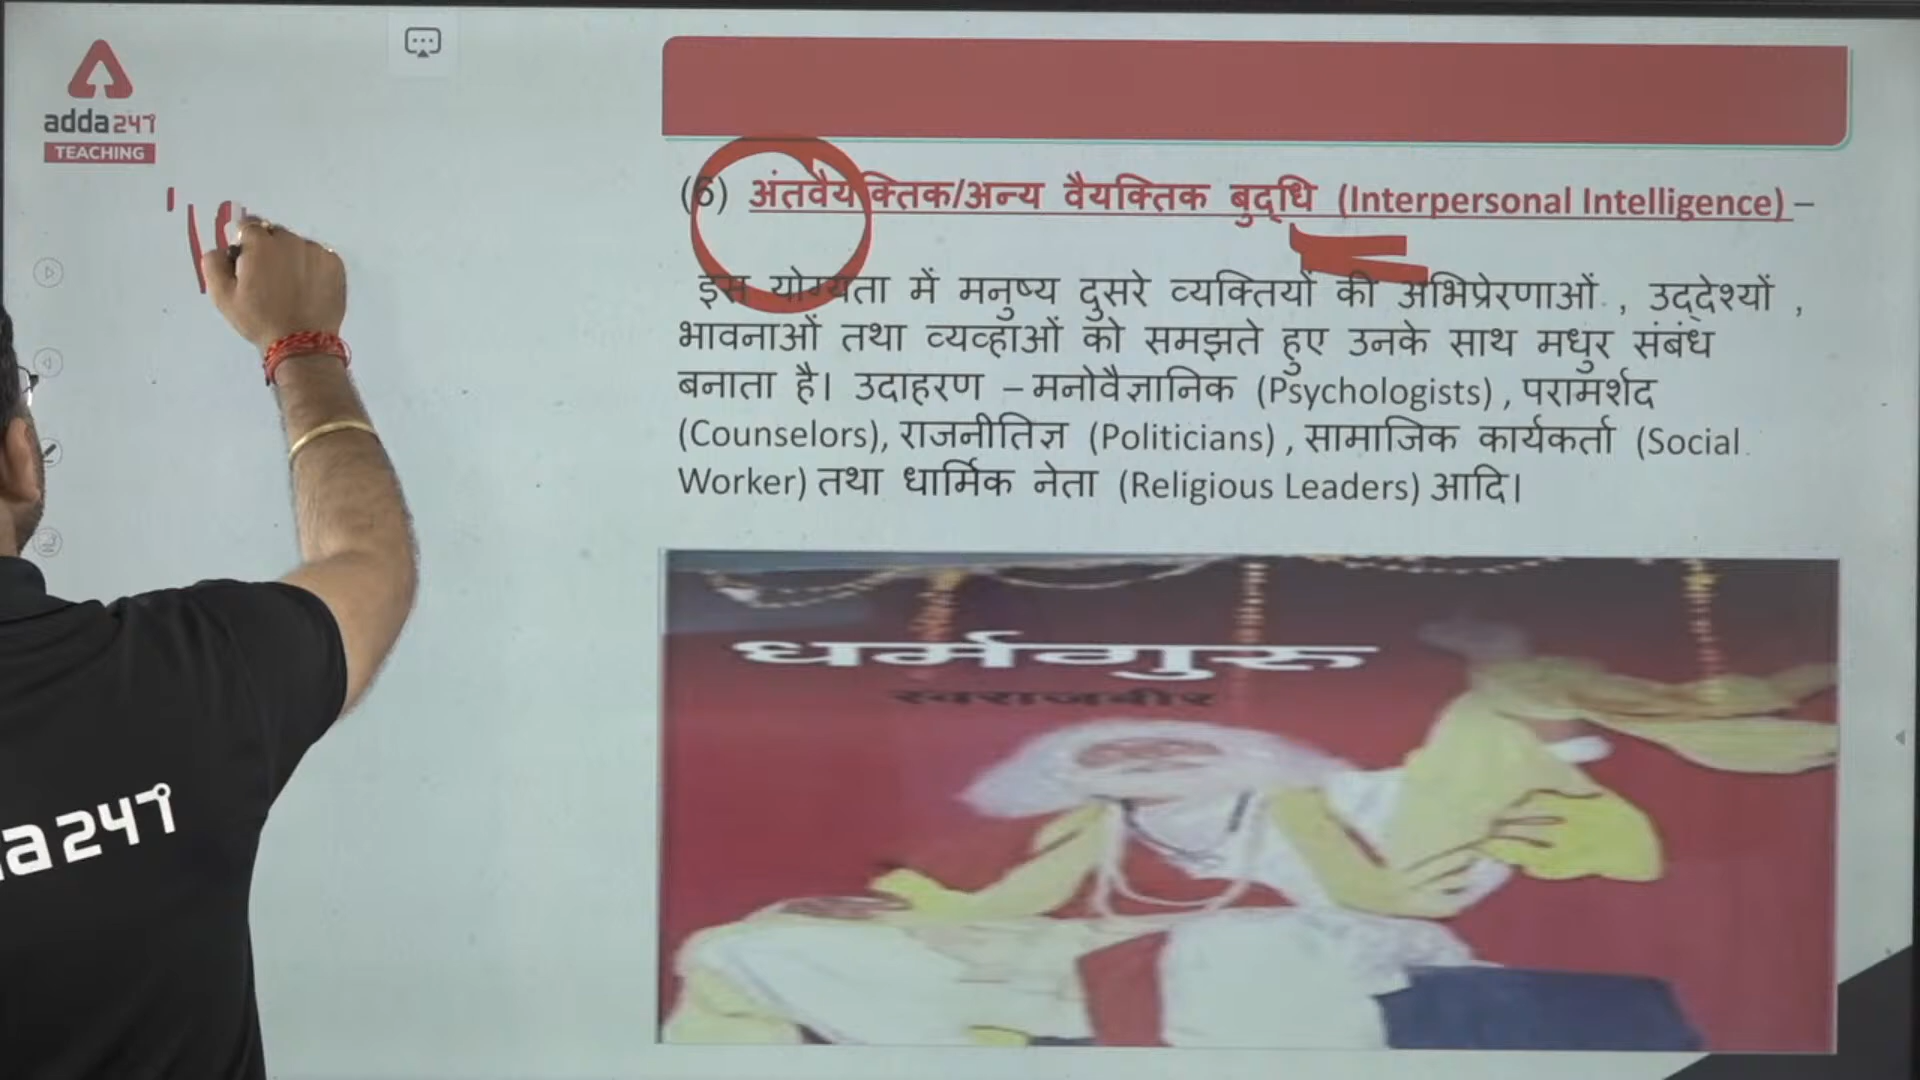 adda247
TEACHING
(6) अंतवैयक्तिक/अन्य वैयक्तिक बुद्धि (Interpersonal Intelligence) –
इस योग्यता में मनुष्य दुसरे व्यक्तियों की अभिप्रेरणाओं , उद्देश्यों ,
भावनाओं तथा व्यव्हाओं को समझते हुए उनके साथ मधुर संबंध
बनाता है। उदाहरण – मनोवैज्ञानिक (Psychologists) , परामर्शद
(Counselors), राजनीतिज्ञ (Politicians) , सामाजिक कार्यकर्ता (Social
Worker) तथा धार्मिक नेता (Religious Leaders) आदि।
धर्मगुरु
स्वराजबीर
a247